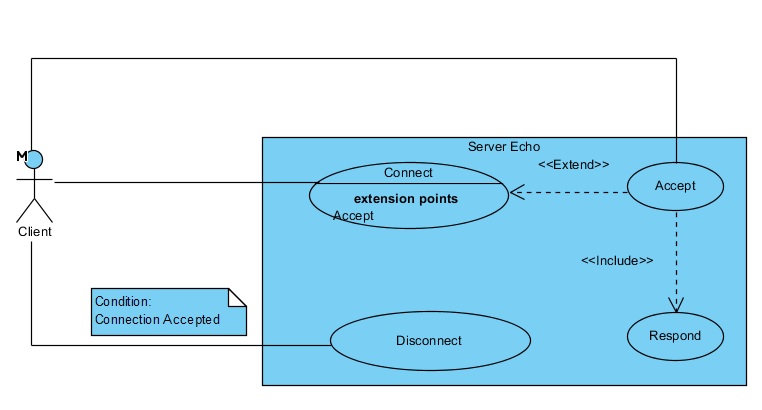 Server Echo
<<Extend>>
Connect
extension points
Accept
Accept
M
Client
<<Include>>
Condition:
Connection Accepted
Disconnect
Respond